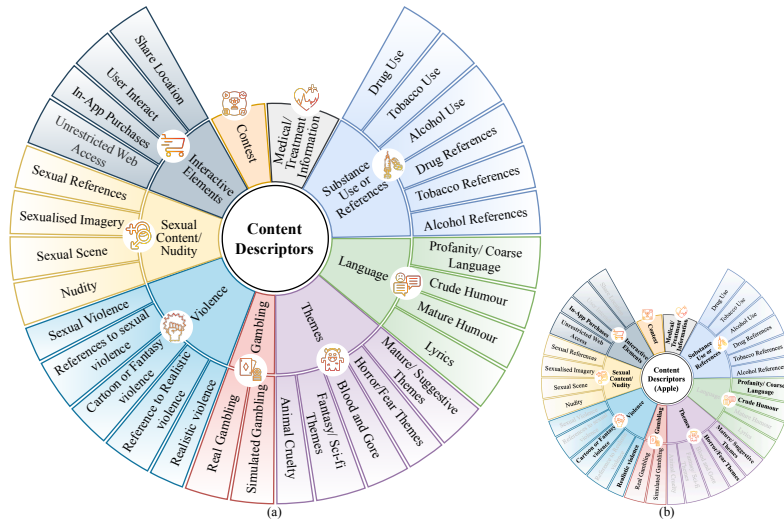 Share Location
User Interact
In-App Purchases
Unrestricted Web
Access
Interactive
Elements
Contest
Medical/
Treatment
Information
Drug Use
Tobacco Use
Alcohol Use
Drug References
Tobacco References
Alcohol References
Substance
Use or
References
Sexual References
Sexualised Imagery
Sexual Scene
Nudity
Sexual
Content/
Nudity
Content
Descriptors
Language
Profanity/ Coarse
Language
Crude Humour
Mature Humour
Lyrics
Violence
Sexual Violence
References to sexual
violence
Cartoon or Fantasy
violence
Reference to Realistic
violence
Realistic violence
Gambling
Real Gambling
Simulated Gambling
Themes
Animal Cruelty
Fantasy/ Sci-fi
Themes
Blood and Gore
Horror/Fear Themes
Mature/ Suggestive
Themes
(a)
In-App Purchases
Unrestricted Web
Access
Interactive
Elements
Contest
Medical/
Treatment
Information
Drug Use
Tobacco Use
Alcohol Use
Drug References
Tobacco References
Alcohol References
Substance
Use or
References
Sexual References
Sexualised Imagery
Sexual Scene
Nudity
Sexual
Content/
Nudity
Content
Descriptors
(Apple)
Profanity/ Coarse
Language
Crude Humour
Violence
Cartoon or Fantasy
violence
Realistic violence
Gambling
Real Gambling
Simulated Gambling
Themes
Horror/Fear Themes
Mature/ Suggestive
Themes
(b)